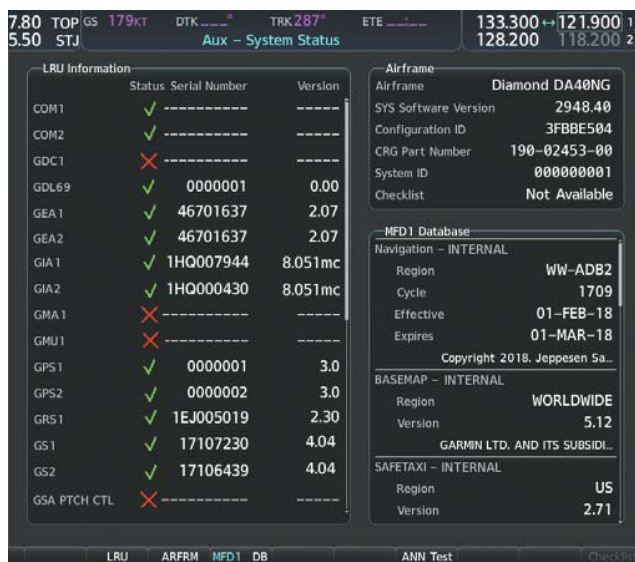 7.80 TOP GS 179KT DTK ___° TRK 287° ETE __:__ 133.300 ↔ 121.900 1
5.50 STJ Aux – System Status 128.200 118.200 2
LRU Information
Status Serial Number Version
COM1 ✓ ---------- -----
COM2 ✓ ---------- -----
GDC1 ✕ ---------- -----
GDL69 ✓ 0000001 0.00
GEA1 ✓ 46701637 2.07
GEA2 ✓ 46701637 2.07
GIA1 ✓ 1HQ007944 8.051mc
GIA2 ✓ 1HQ000430 8.051mc
GMA1 ✕ ---------- -----
GMU1 ✕ ---------- -----
GPS1 ✓ 0000001 3.0
GPS2 ✓ 0000002 3.0
GRS1 ✓ 1EJ005019 2.30
GS1 ✓ 17107230 4.04
GS2 ✓ 17106439 4.04
GSA PTCH CTL ✕ ---------- -----
Airframe
Airframe Diamond DA40NG
SYS Software Version 2948.40
Configuration ID 3FBBE504
CRG Part Number 190-02453-00
System ID 000000001
Checklist Not Available
MFD1 Database
Navigation – INTERNAL
Region WW-ADB2
Cycle 1709
Effective 01-FEB-18
Expires 01-MAR-18
Copyright 2018. Jeppesen Sa...
BASEMAP – INTERNAL
Region WORLDWIDE
Version 5.12
GARMIN LTD. AND ITS SUBSIDI...
SAFETAXI – INTERNAL
Region US
Version 2.71
LRU ARFRM MFD1 DB ANN Test Checklis